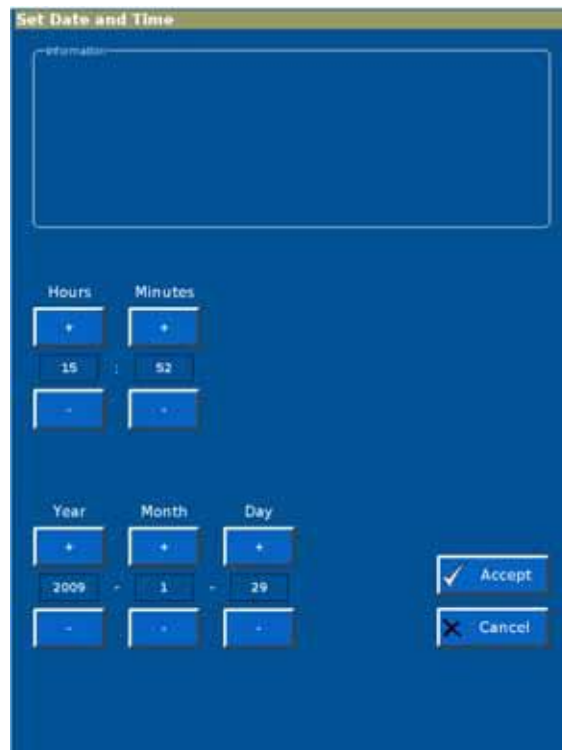 Set Date and Time
Information
Hours Minutes
+ +
15 : 52
- -
Year Month Day
+ + +
2009 - 1 - 29
- - -
Accept
Cancel